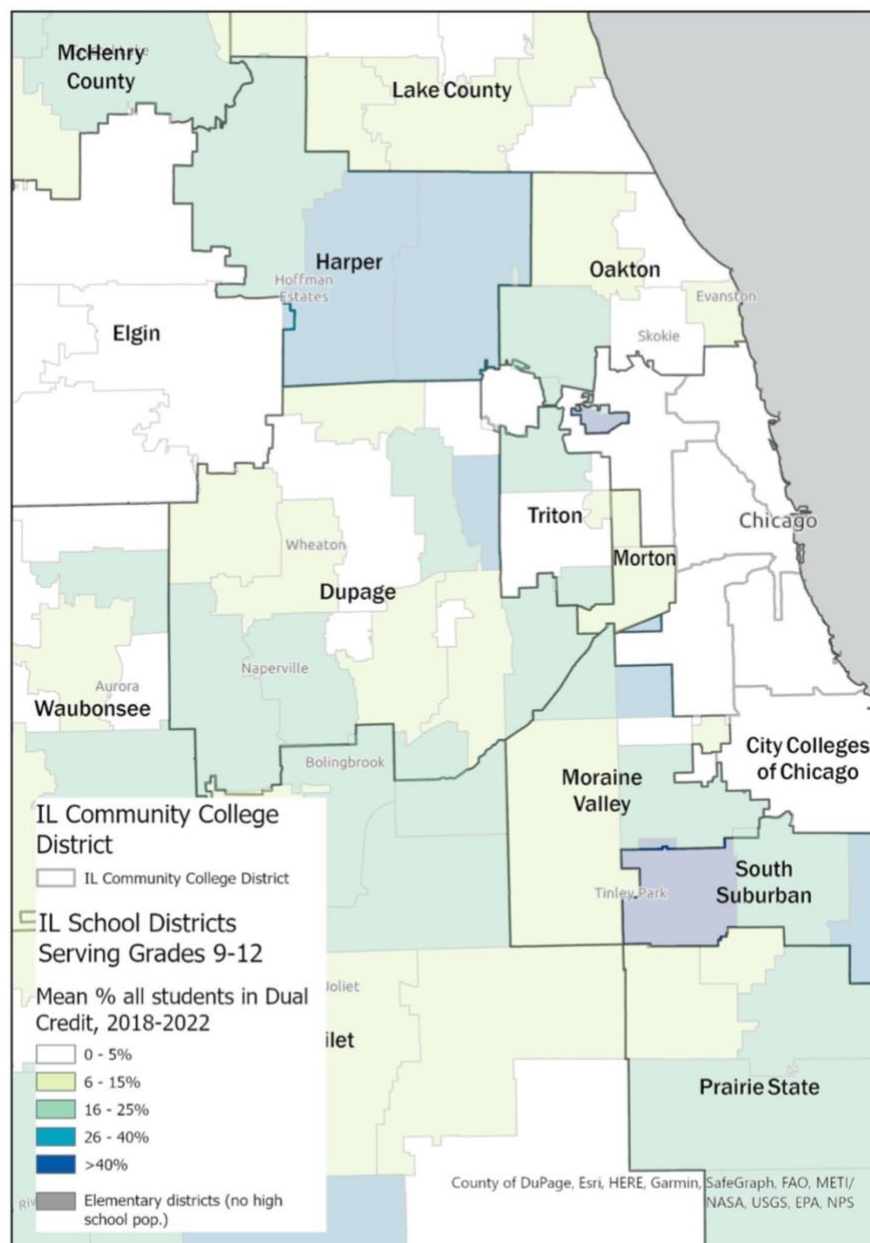 McHenry
County
Lake County
Harper
Hoffman
Estates
Oakton
Evanston
Skokie
Elgin
Chicago
Triton
Morton
Wheaton
Dupage
Naperville
Aurora
Waubonsee
City Colleges
of Chicago
Bolingbrook
Moraine
Valley
South
Suburban
Tinley Park
Joliet
ilet
Prairie State
IL Community College
District
IL Community College District
IL School Districts
Serving Grades 9-12
Mean % all students in Dual
Credit, 2018-2022
0 - 5%
6 - 15%
16 - 25%
26 - 40%
>40%
Elementary districts (no high
school pop.)
County of DuPage, Esri, HERE, Garmin, SafeGraph, FAO, METI/
NASA, USGS, EPA, NPS